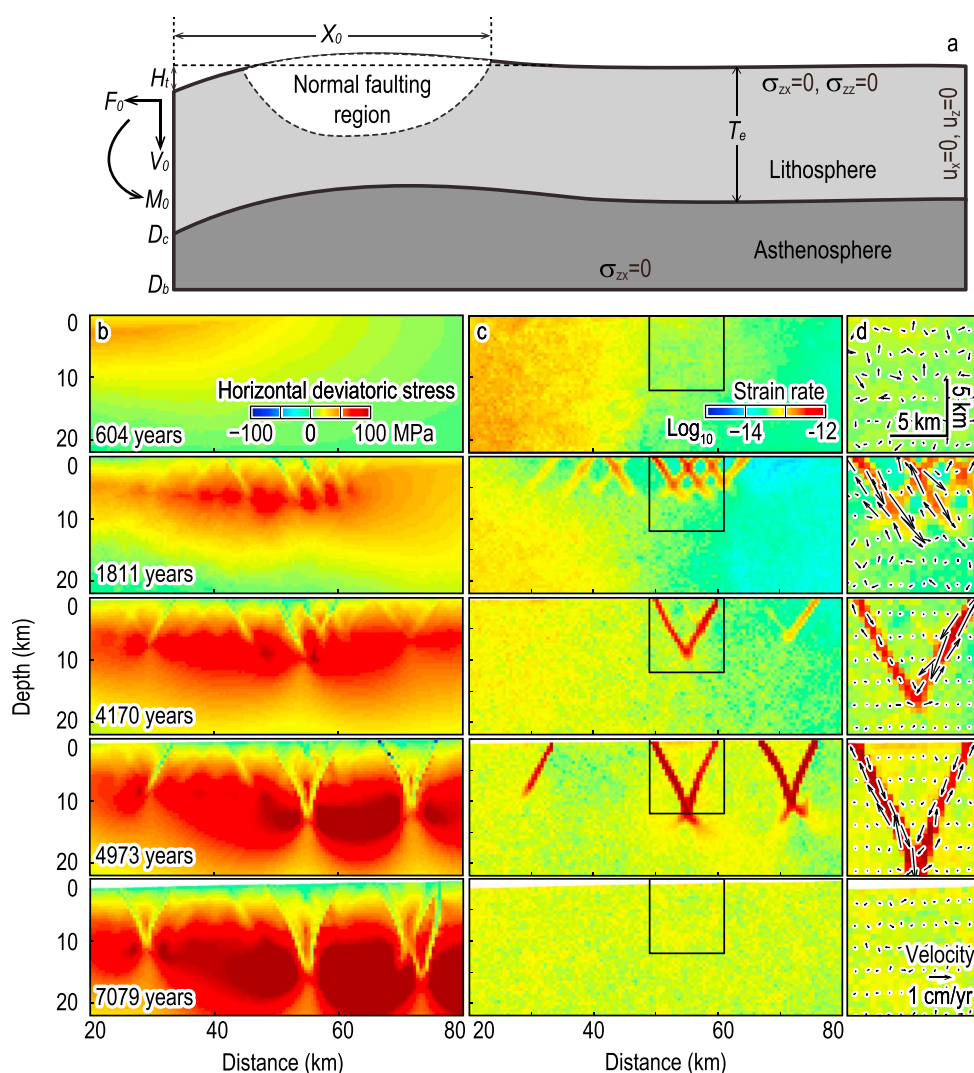 a
X₀
Hₜ
Normal faulting
region
σzx=0, σzz=0
F₀
V₀
Tₑ
uₓ=0, u_z=0
Lithosphere
M₀
D_c
Asthenosphere
σzx=0
D_b
b
c
d
Horizontal deviatoric stress
−100 0 100 MPa
Strain rate
Log₁₀ −14 −12
5 km
5 km
0
10
20
604 years
0
10
20
1811 years
0
10
20
4170 years
0
10
20
4973 years
0
10
20
7079 years
Depth (km)
Velocity
1 cm/yr
20 40 60 80
20 40 60 80
Distance (km)
Distance (km)